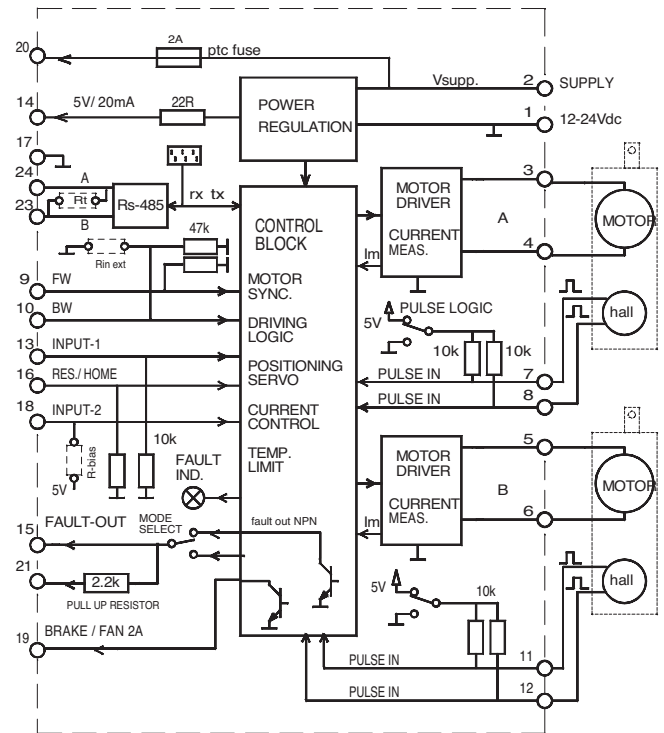 20
2A
ptc fuse
Vsupp.
2
SUPPLY
14
5V/ 20mA
22R
POWER
REGULATION
1
12-24Vdc
17
24
A
Rt
23
B
Rs-485
rx tx
Rin ext
47k
CONTROL
BLOCK
MOTOR
SYNC.
DRIVING
LOGIC
POSITIONING
SERVO
CURRENT
CONTROL
TEMP.
LIMIT
9
FW
10
BW
13
INPUT-1
16
RES./ HOME
18
INPUT-2
R-bias
5V
10k
FAULT
IND.
15
FAULT-OUT
MODE
SELECT
fault out NPN
21
2.2k
PULL UP RESISTOR
19
BRAKE / FAN 2A
MOTOR
DRIVER
CURRENT
MEAS.
Im
3
A
4
MOTOR
PULSE LOGIC
5V
10k
10k
hall
PULSE IN
7
PULSE IN
8
MOTOR
DRIVER
CURRENT
MEAS.
Im
5
B
6
MOTOR
5V
10k
hall
PULSE IN
11
PULSE IN
12